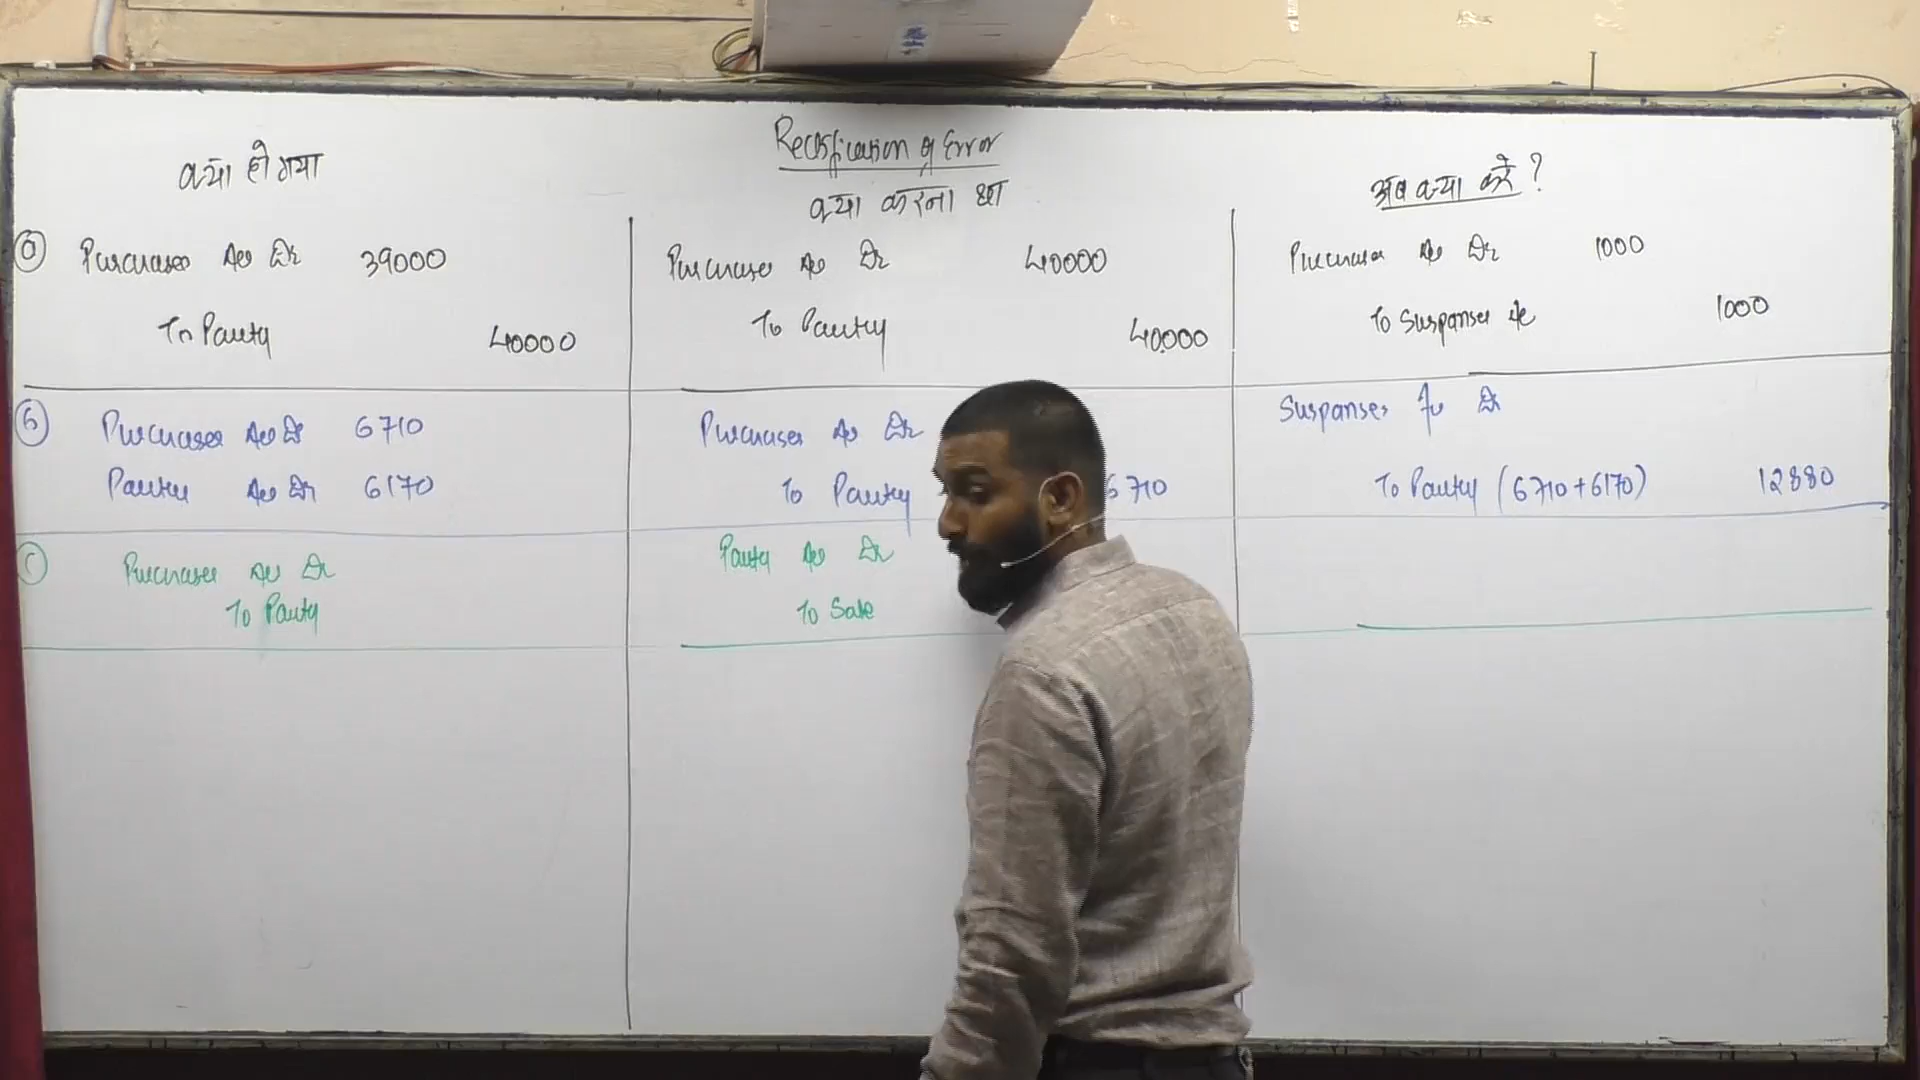 Rectification of Error
क्या हो गया
क्या करना था
अब क्या करे ?
(a) Purchases A/c Dr 39000
To Party 40000
Purchases A/c Dr 40000
To Party 40000
Purchases A/c Dr 1000
To Suspenses A/c 1000
(b) Purchases A/c Dr 6710
Party A/c Dr 6170
Purchases A/c Dr
To Party 6710
Suspenses A/c Dr
To Party (6710+6170) 12880
(c) Purchases A/c Dr
To Party
Party A/c Dr
To Sale